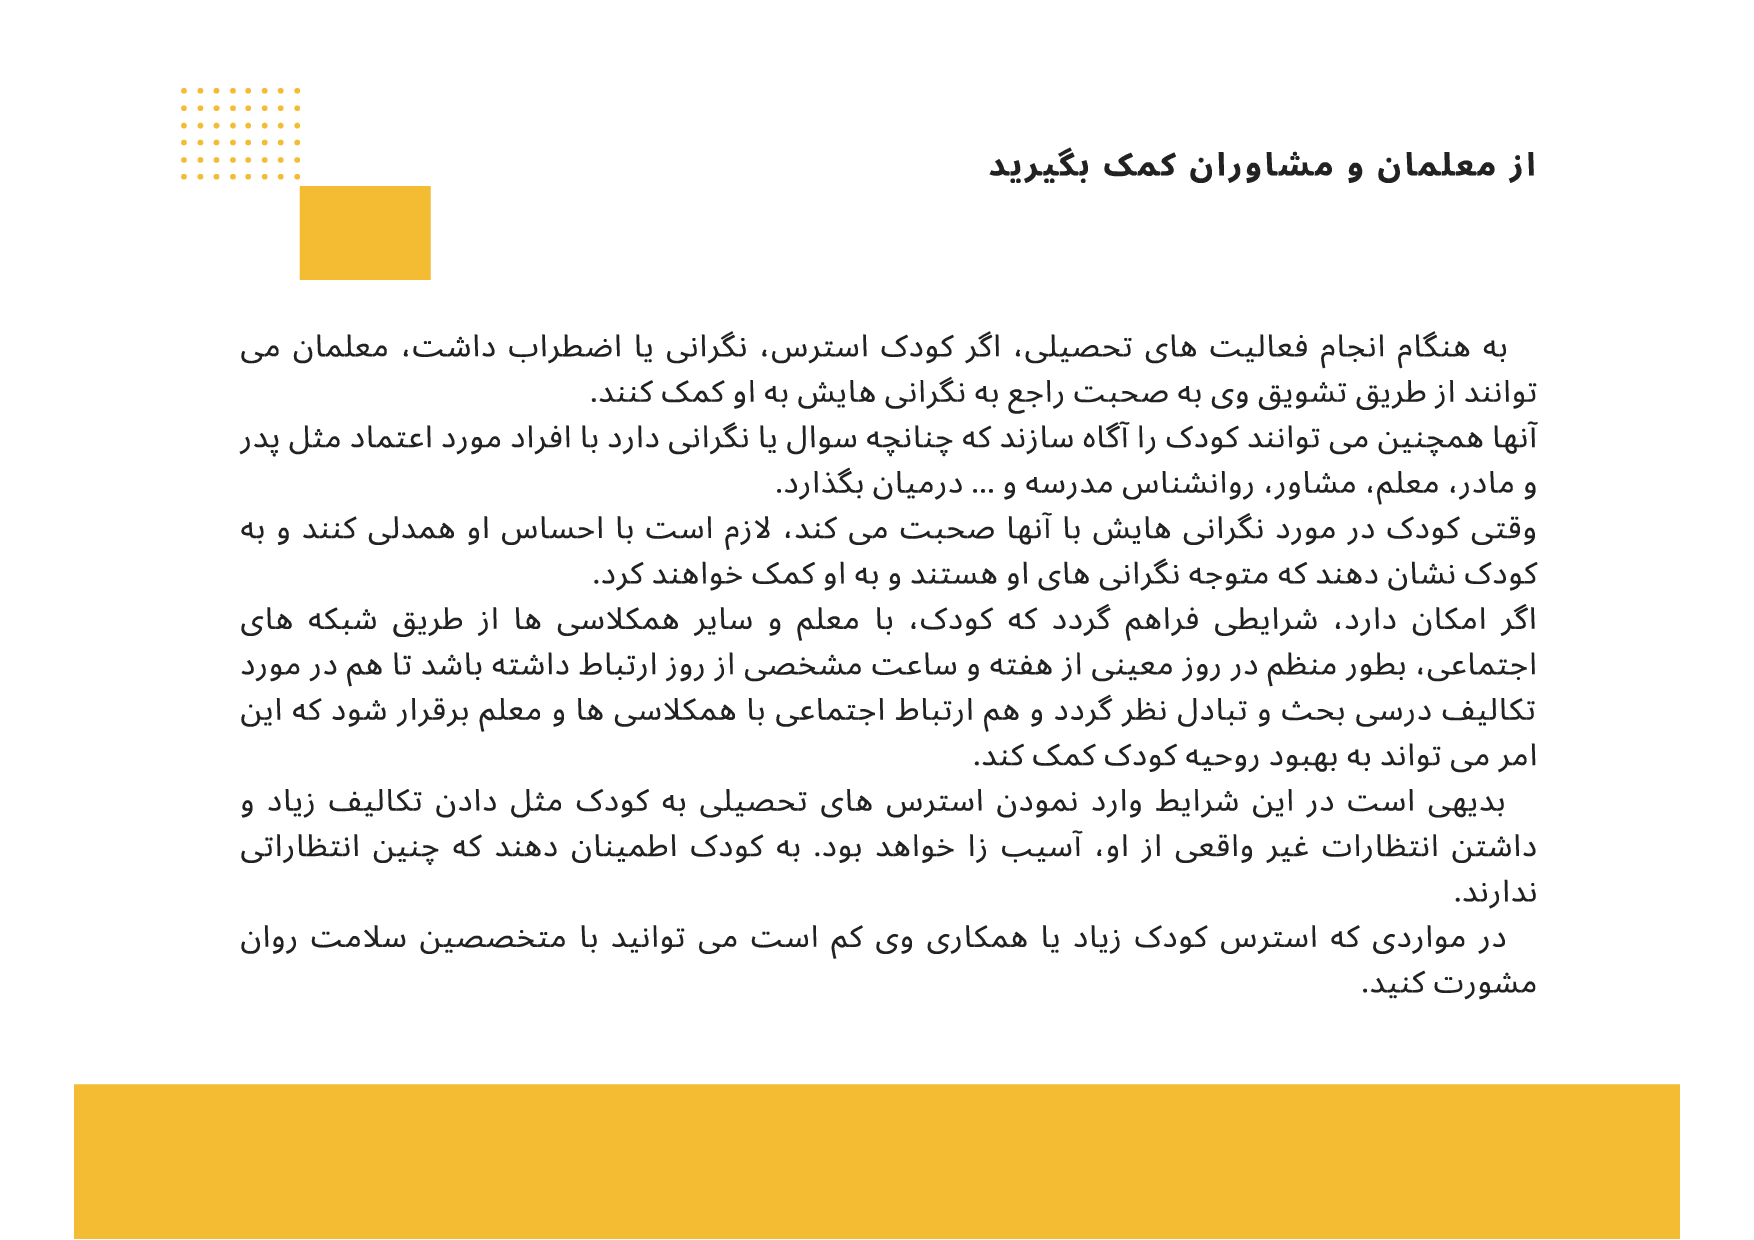 از معلمان و مشاوران کمک بگیرید
به هنگام انجام فعالیت های تحصیلی، اگر کودک استرس، نگرانی یا اضطراب داشت، معلمان می
توانند از طریق تشویق وی به صحبت راجع به نگرانی هایش به او کمک کنند.
آنها همچنین می توانند کودک را آگاه سازند که چنانچه سوال یا نگرانی دارد با افراد مورد اعتماد مثل پدر
و مادر، معلم، مشاور، روانشناس مدرسه و ... درمیان بگذارد.
وقتی کودک در مورد نگرانی هایش با آنها صحبت می کند، لازم است با احساس او همدلی کنند و به
کودک نشان دهند که متوجه نگرانی های او هستند و به او کمک خواهند کرد.
اگر امکان دارد، شرایطی فراهم گردد که کودک، با معلم و سایر همکلاسی ها از طریق شبکه های
اجتماعی، بطور منظم در روز معینی از هفته و ساعت مشخصی از روز ارتباط داشته باشد تا هم در مورد
تکالیف درسی بحث و تبادل نظر گردد و هم ارتباط اجتماعی با همکلاسی ها و معلم برقرار شود که این
امر می تواند به بهبود روحیه کودک کمک کند.
بدیهی است در این شرایط وارد نمودن استرس های تحصیلی به کودک مثل دادن تکالیف زیاد و
داشتن انتظارات غیر واقعی از او، آسیب زا خواهد بود. به کودک اطمینان دهند که چنین انتظاراتی
ندارند.
در مواردی که استرس کودک زیاد یا همکاری وی کم است می توانید با متخصصین سلامت روان
مشورت کنید.